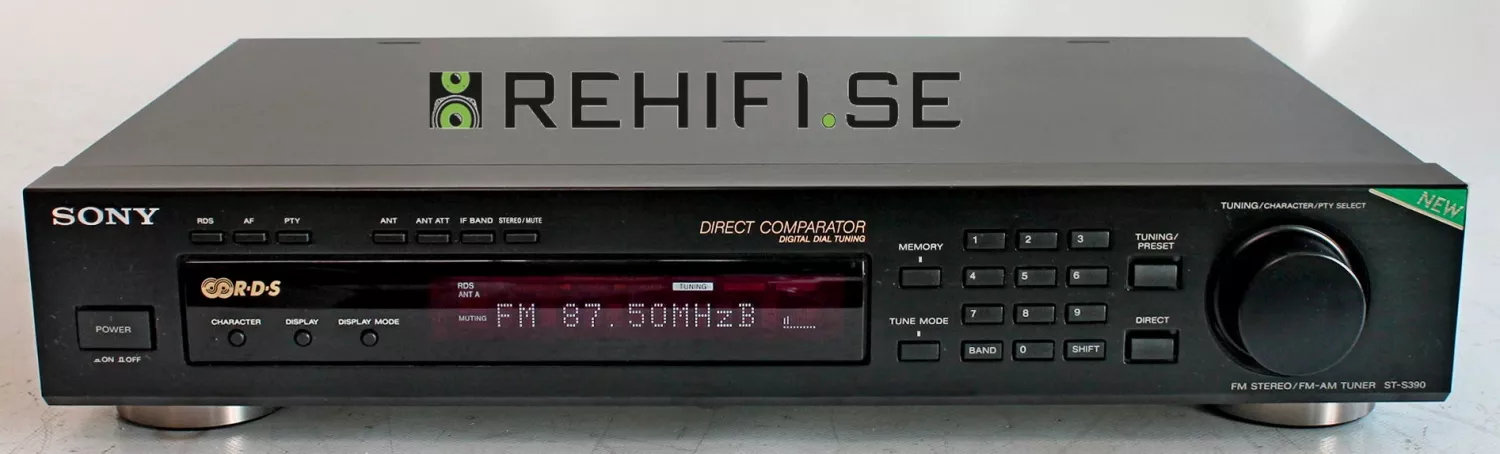 REHIFI.SE
SONY
RDS AF PTY
ANT ANT ATT IF BAND STEREO/MUTE
DIRECT COMPARATOR
DIGITAL DIAL TUNING
TUNING/CHARACTER/PTY SELECT
NEW
R·D·S
CHARACTER DISPLAY DISPLAY MODE
RDS
ANT A
TUNING
MUTING
FM 87.50MHzB
POWER
ON OFF
MEMORY
TUNE MODE
1 2 3
4 5 6
7 8 9
BAND 0 SHIFT
TUNING/
PRESET
DIRECT
FM STEREO/FM-AM TUNER ST-S390